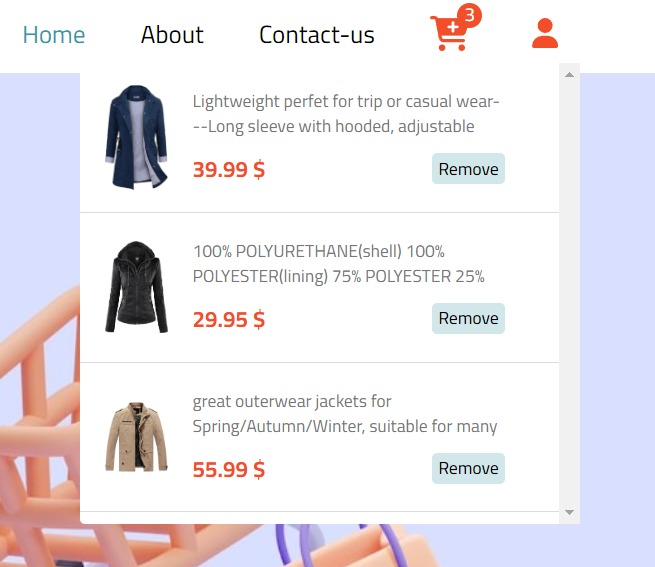 Home About Contact-us 3
Lightweight perfet for trip or casual wear-
--Long sleeve with hooded, adjustable
39.99 $ Remove
100% POLYURETHANE(shell) 100%
POLYESTER(lining) 75% POLYESTER 25%
29.95 $ Remove
great outerwear jackets for
Spring/Autumn/Winter, suitable for many
55.99 $ Remove